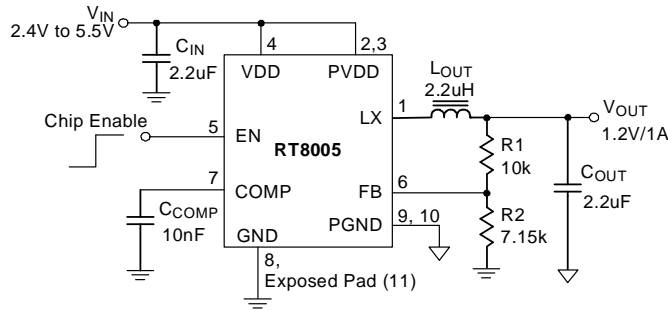 VIN
2.4V to 5.5V
CIN
2.2uF
4
2,3
VDD
PVDD
LOUT
2.2uH
1
LX
VOUT
1.2V/1A
Chip Enable
5
EN
RT8005
R1
10k
COUT
2.2uF
7
COMP
6
FB
CCOMP
10nF
R2
7.15k
PGND
9, 10
GND
8,
Exposed Pad (11)